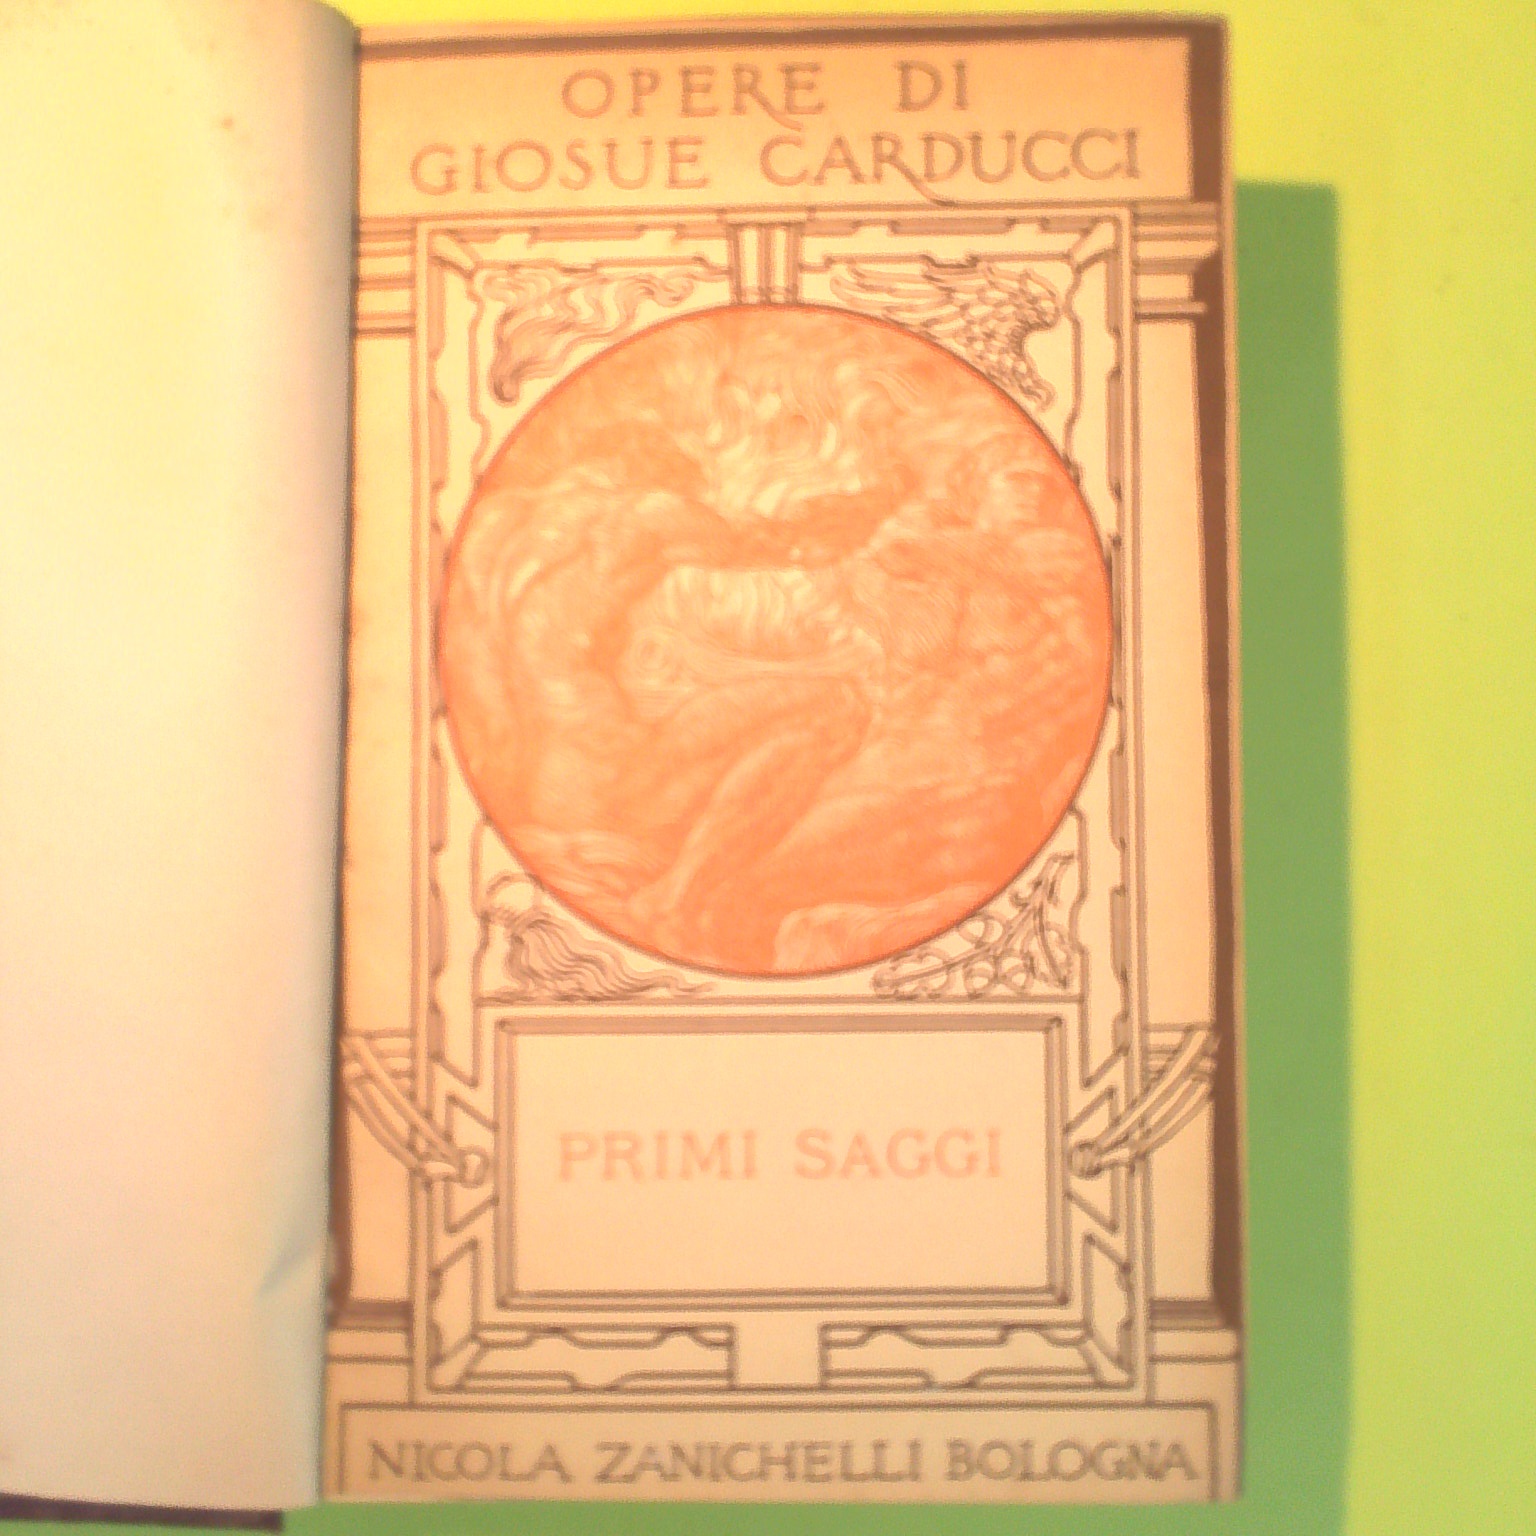 OPERE DI
GIOSUE CARDUCCI
PRIMI SAGGI
NICOLA ZANICHELLI BOLOGNA